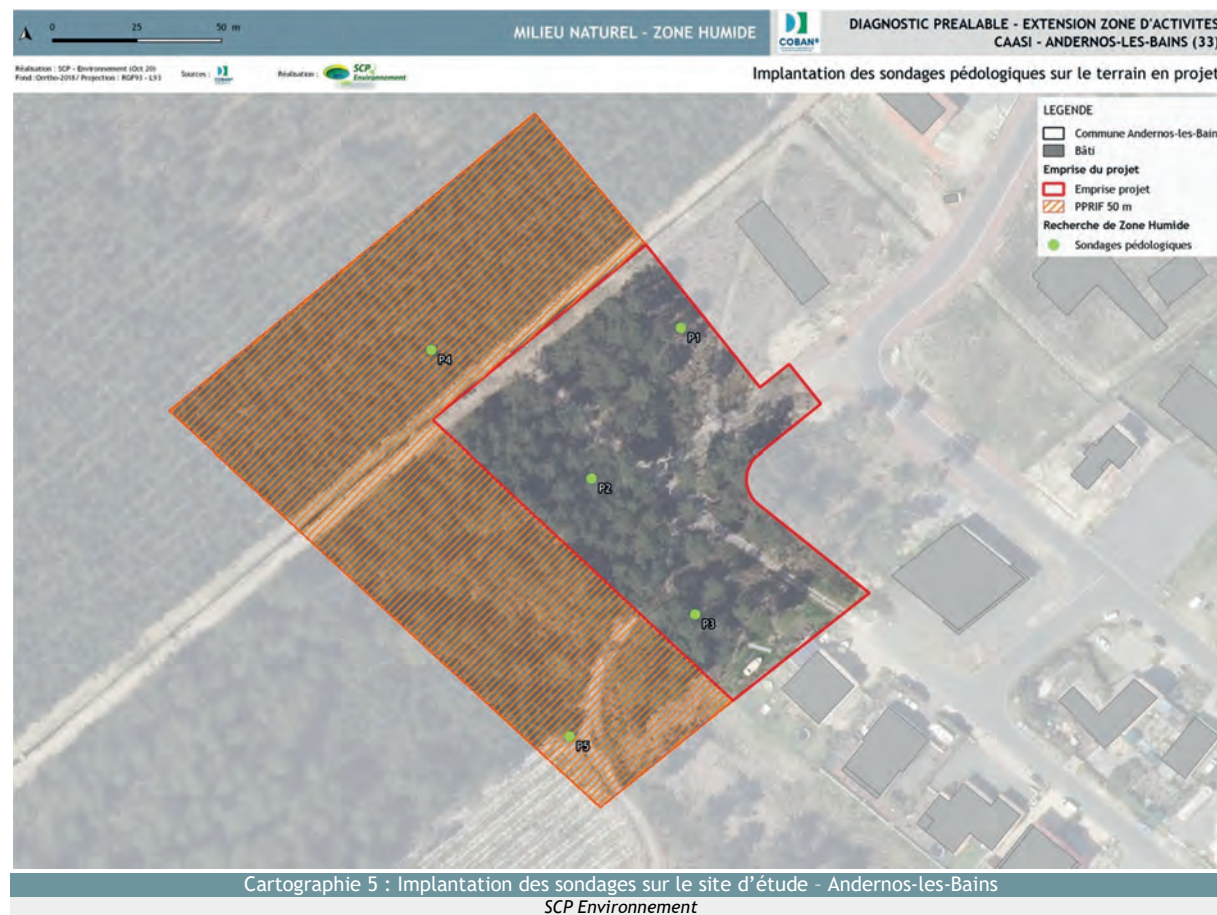 0 25 50 m
MILIEU NATUREL - ZONE HUMIDE
COBAN
DIAGNOSTIC PREALABLE - EXTENSION ZONE D'ACTIVITES
CAASI - ANDERNOS-LES-BAINS (33)
Réalisation : SCP - Environnement (Oct 20)
Fond :Ortho-2018/ Projection : RGF93 - L93
Sources :
COBAN
Réalisation :
SCP
Environnement
Implantation des sondages pédologiques sur le terrain en projet
LEGENDE
Commune Andernos-les-Bain
Bâti
Emprise du projet
Emprise projet
PPRIF 50 m
Recherche de Zone Humide
Sondages pédologiques
P1
P4
P2
P3
P5
Cartographie 5 : Implantation des sondages sur le site d'étude - Andernos-les-Bains
SCP Environnement